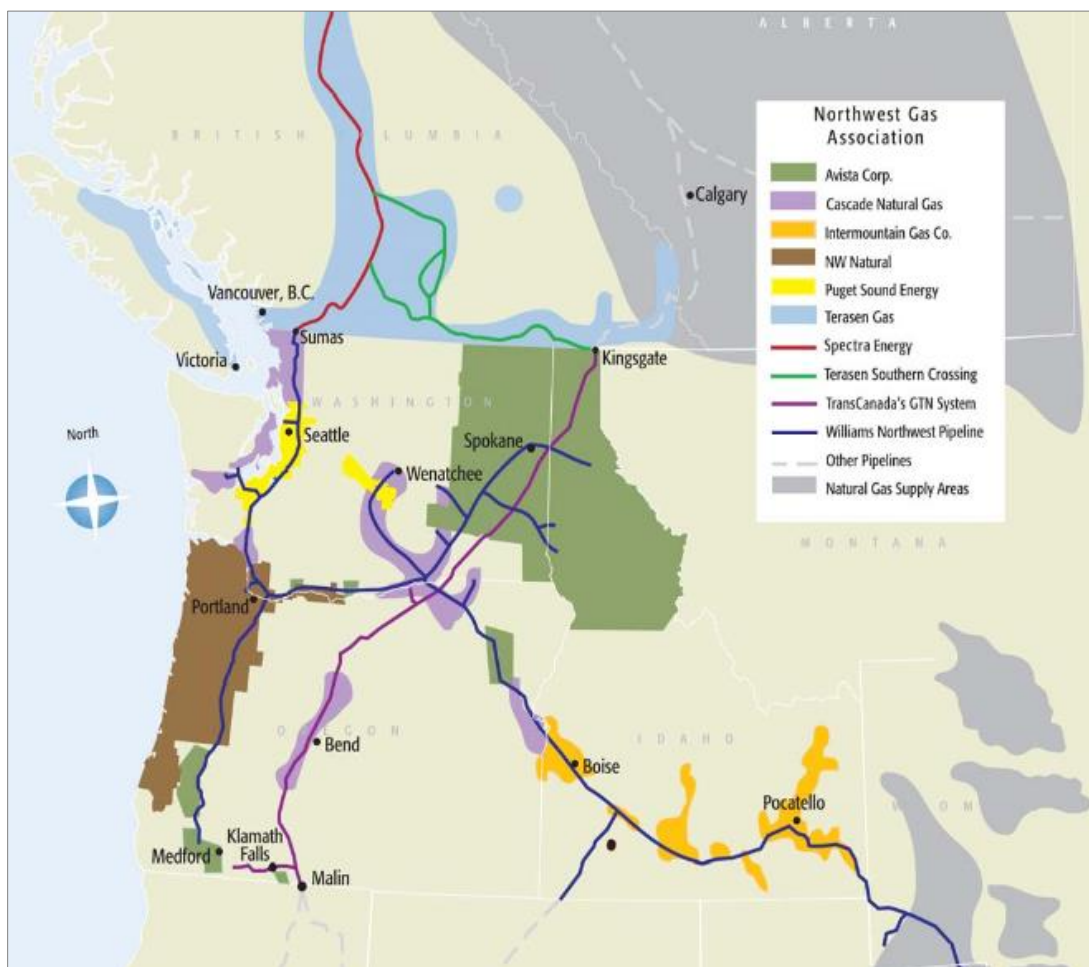 ALBERTA
BRITISH COLUMBIA
Northwest Gas
Association
Avista Corp.
Cascade Natural Gas
Intermountain Gas Co.
NW Natural
Puget Sound Energy
Terasen Gas
Spectra Energy
Terasen Southern Crossing
TransCanada's GTN System
Williams Northwest Pipeline
Other Pipelines
Natural Gas Supply Areas
Calgary
Vancouver, B.C.
Sumas
Victoria
Kingsgate
WASHINGTON
North
Seattle
Spokane
Wenatchee
MONTANA
Portland
OREGON
Bend
IDAHO
Boise
Pocatello
WYOM
Medford
Klamath
Falls
Malin